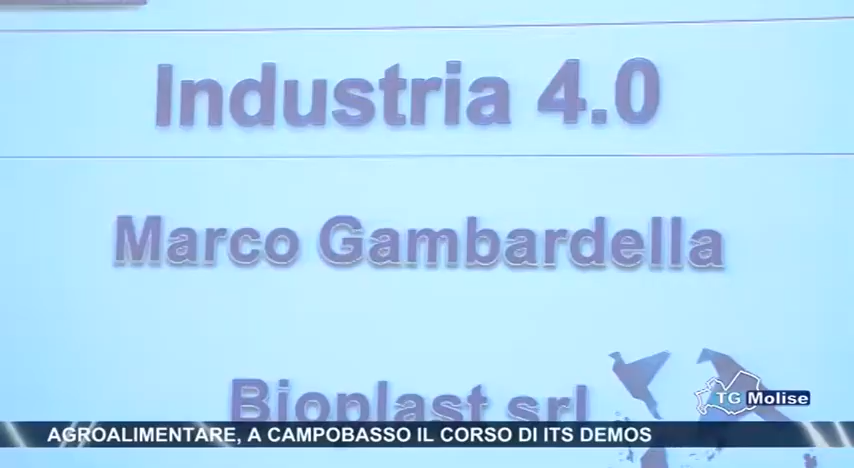 Industria 4.0
Marco Gambardella
Bioplast srl
TG Molise
AGROALIMENTARE, A CAMPOBASSO IL CORSO DI ITS DEMOS